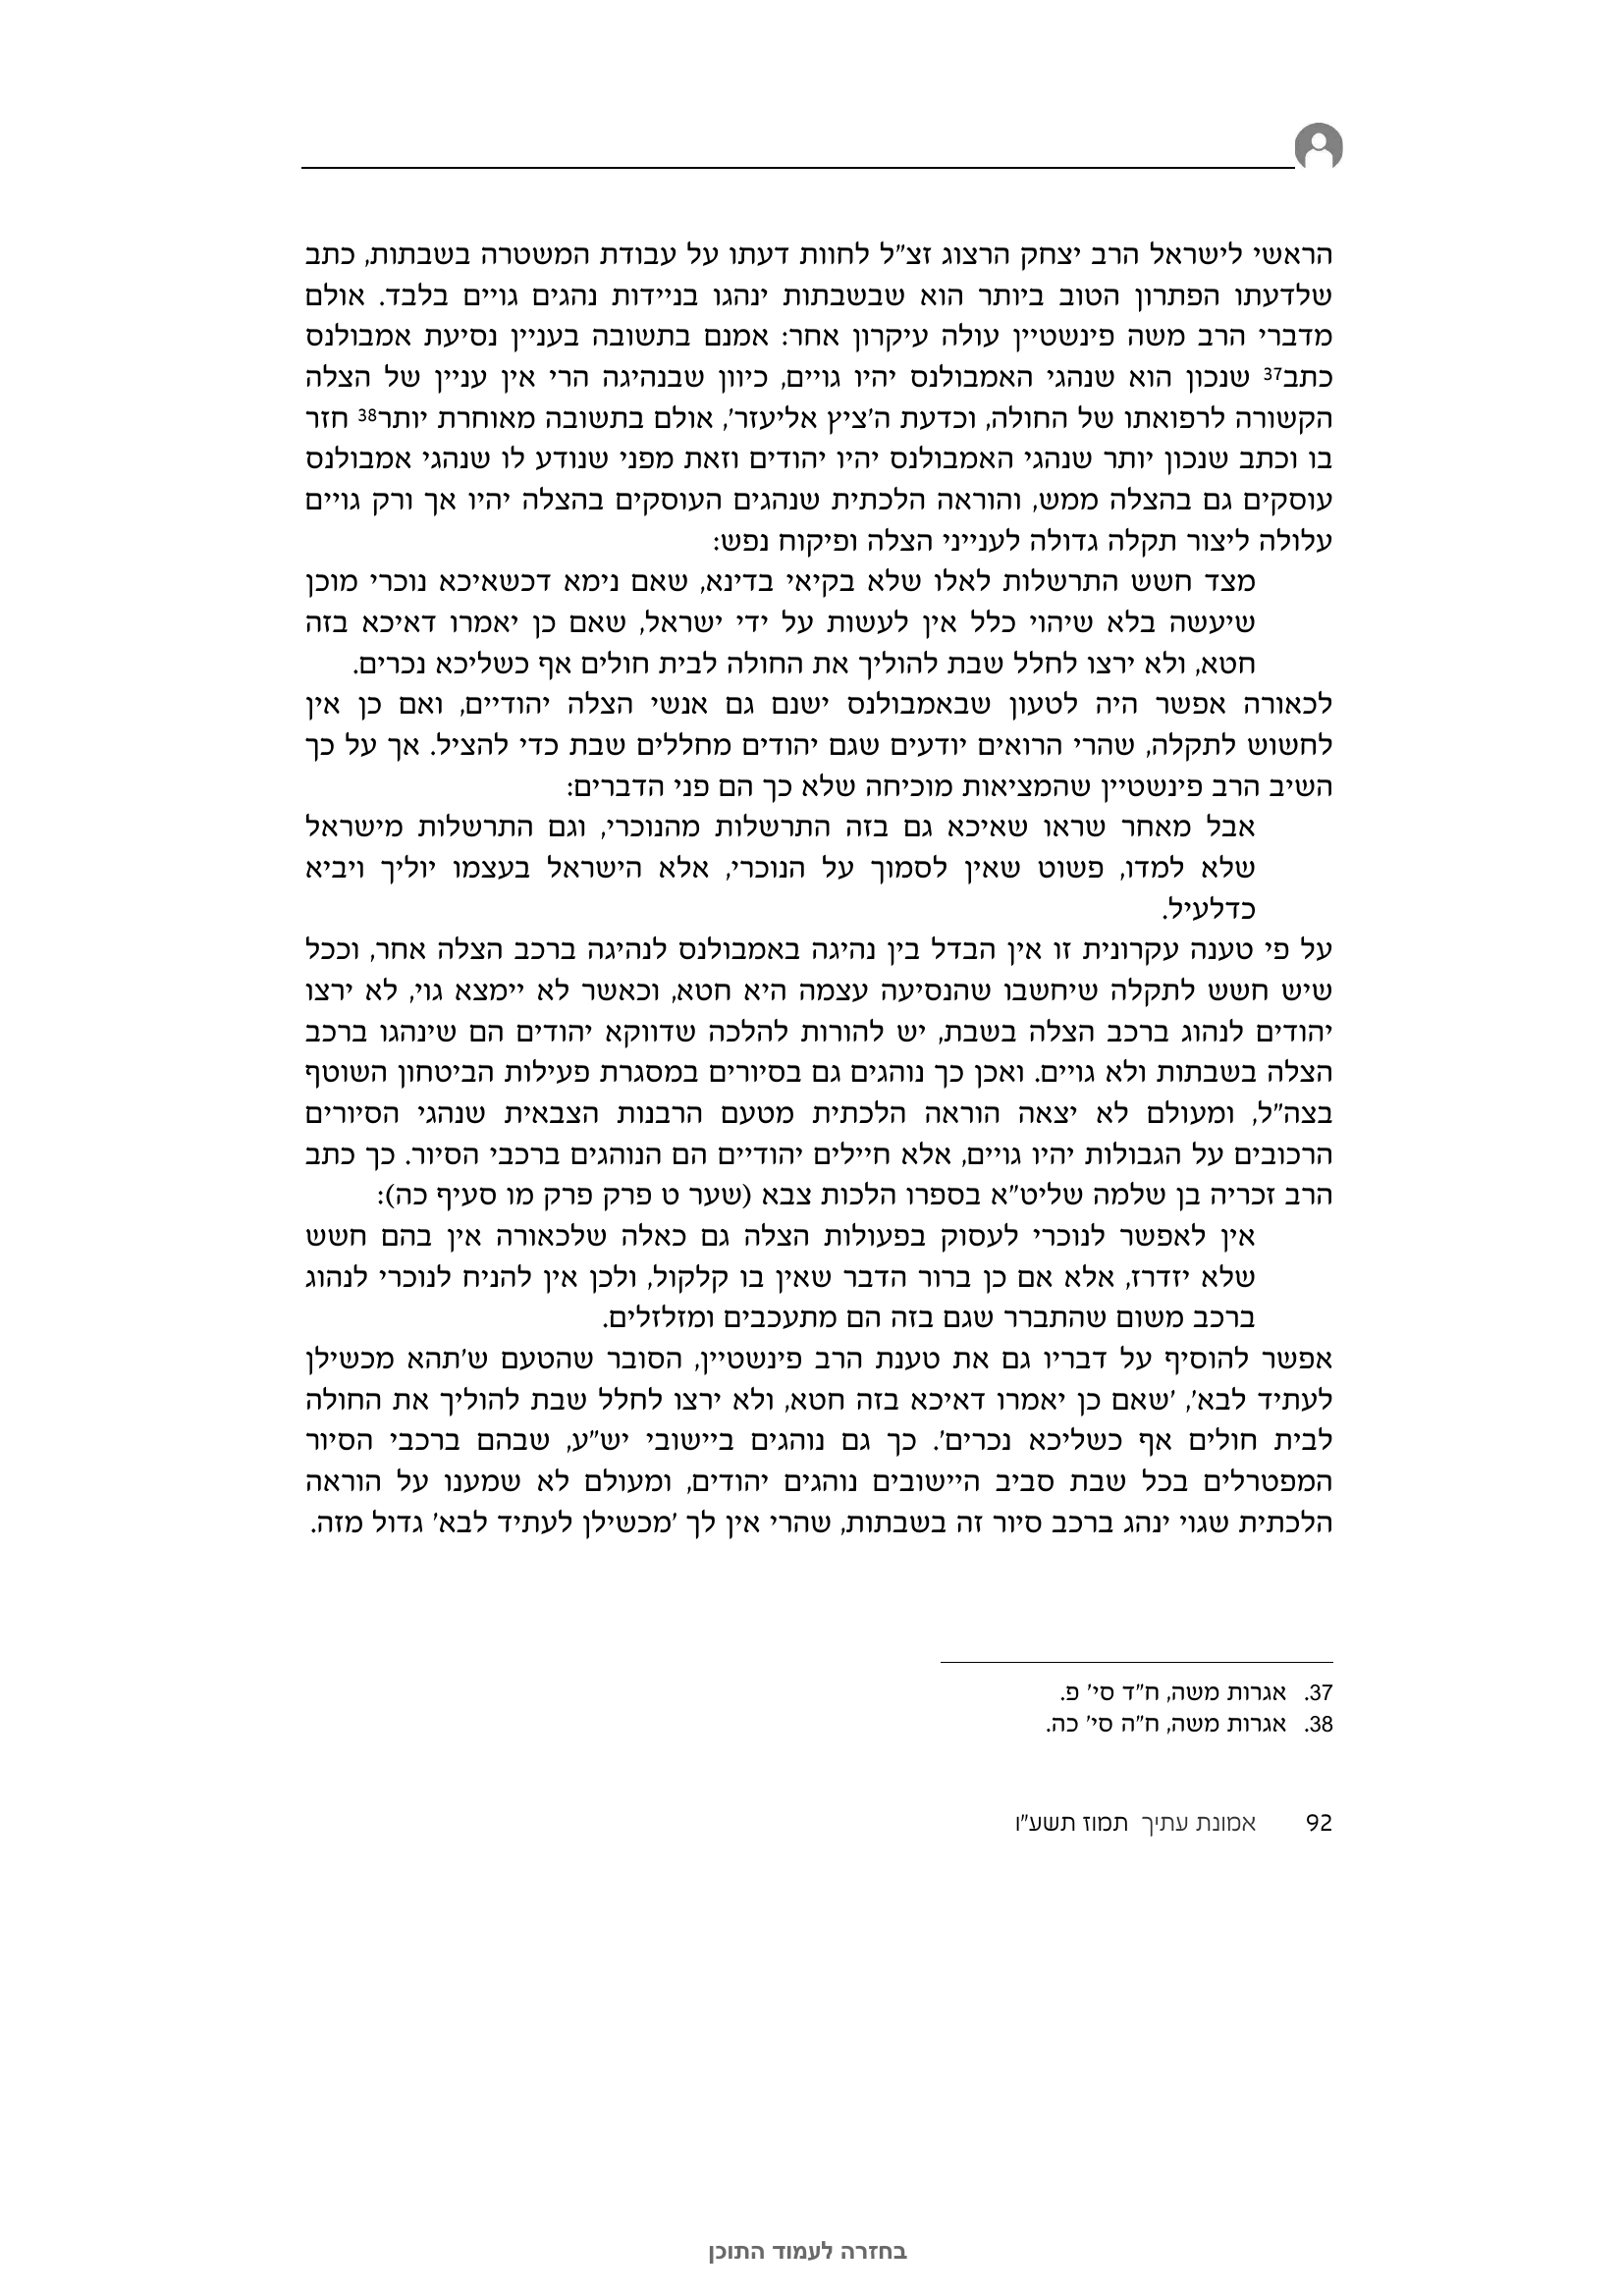 הראשי לישראל הרב יצחק הרצוג זצ"ל לחוות דעתו על עבודת המשטרה בשבתות, כתב
שלדעתו הפתרון הטוב ביותר הוא שבשבתות ינהגו בניידות נהגים גויים בלבד. אולם
מדברי הרב משה פינשטיין עולה עיקרון אחר: אמנם בתשובה בעניין נסיעת אמבולנס
כתב37 שנכון הוא שנהגי האמבולנס יהיו גויים, כיוון שבנהיגה הרי אין עניין של הצלה
הקשורה לרפואתו של החולה, וכדעת ה'ציץ אליעזר', אולם בתשובה מאוחרת יותר38 חזר
בו וכתב שנכון יותר שנהגי האמבולנס יהיו יהודים וזאת מפני שנודע לו שנהגי אמבולנס
עוסקים גם בהצלה ממש, והוראה הלכתית שנהגים העוסקים בהצלה יהיו אך ורק גויים
עלולה ליצור תקלה גדולה לענייני הצלה ופיקוח נפש:
מצד חשש התרשלות לאלו שלא בקיאי בדינא, שאם נימא דכשאיכא נוכרי מוכן
שיעשה בלא שיהוי כלל אין לעשות על ידי ישראל, שאם כן יאמרו דאיכא בזה
חטא, ולא ירצו לחלל שבת להוליך את החולה לבית חולים אף כשליכא נכרים.
לכאורה אפשר היה לטעון שבאמבולנס ישנם גם אנשי הצלה יהודיים, ואם כן אין
לחשוש לתקלה, שהרי הרואים יודעים שגם יהודים מחללים שבת כדי להציל. אך על כך
השיב הרב פינשטיין שהמציאות מוכיחה שלא כך הם פני הדברים:
אבל מאחר שראו שאיכא גם בזה התרשלות מהנוכרי, וגם התרשלות מישראל
שלא למדו, פשוט שאין לסמוך על הנוכרי, אלא הישראל בעצמו יוליך ויביא
כדלעיל.
על פי טענה עקרונית זו אין הבדל בין נהיגה באמבולנס לנהיגה ברכב הצלה אחר, וככל
שיש חשש לתקלה שיחשבו שהנסיעה עצמה היא חטא, וכאשר לא יימצא גוי, לא ירצו
יהודים לנהוג ברכב הצלה בשבת, יש להורות להלכה שדווקא יהודים הם שינהגו ברכב
הצלה בשבתות ולא גויים. ואכן כך נוהגים גם בסיורים במסגרת פעילות הביטחון השוטף
בצה"ל, ומעולם לא יצאה הוראה הלכתית מטעם הרבנות הצבאית שנהגי הסיורים
הרכובים על הגבולות יהיו גויים, אלא חיילים יהודיים הם הנוהגים ברכבי הסיור. כך כתב
הרב זכריה בן שלמה שליט"א בספרו הלכות צבא (שער ט פרק פרק מו סעיף כה):
אין לאפשר לנוכרי לעסוק בפעולות הצלה גם כאלה שלכאורה אין בהם חשש
שלא יזדרז, אלא אם כן ברור הדבר שאין בו קלקול, ולכן אין להניח לנוכרי לנהוג
ברכב משום שהתברר שגם בזה הם מתעכבים ומזלזלים.
אפשר להוסיף על דבריו גם את טענת הרב פינשטיין, הסובר שהטעם ש'תהא מכשילן
לעתיד לבא', 'שאם כן יאמרו דאיכא בזה חטא, ולא ירצו לחלל שבת להוליך את החולה
לבית חולים אף כשליכא נכרים'. כך גם נוהגים ביישובי יש"ע, שבהם ברכבי הסיור
המפטרלים בכל שבת סביב היישובים נוהגים יהודים, ומעולם לא שמענו על הוראה
הלכתית שגוי ינהג ברכב סיור זה בשבתות, שהרי אין לך 'מכשילן לעתיד לבא' גדול מזה.
37. אגרות משה, ח"ד סי' פ.
38. אגרות משה, ח"ה סי' כה.
92 אמונת עתיך תמוז תשע"ו
בחזרה לעמוד התוכן